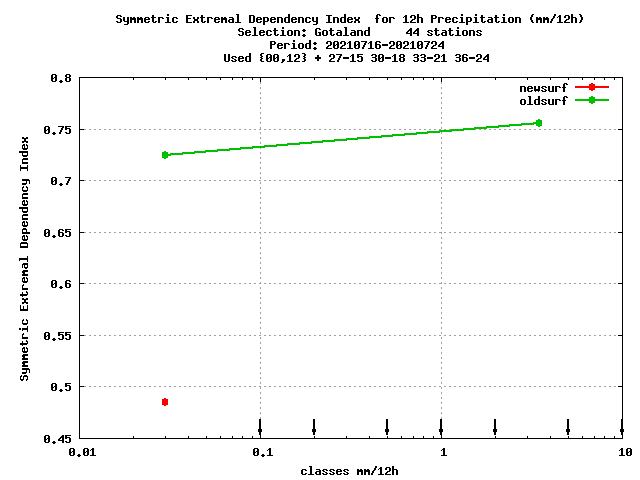 Symmetric Extremal Dependency Index  for 12h Precipitation (mm/12h)
Selection: Gotaland     44 stations
Period: 20210716-20210724
Used {00,12} + 27-15 30-18 33-21 36-24
newsurf
oldsurf
0.8
0.75
0.7
0.65
0.6
0.55
0.5
0.45
Symmetric Extremal Dependency Index
0.01 0.1 1 10
classes mm/12h